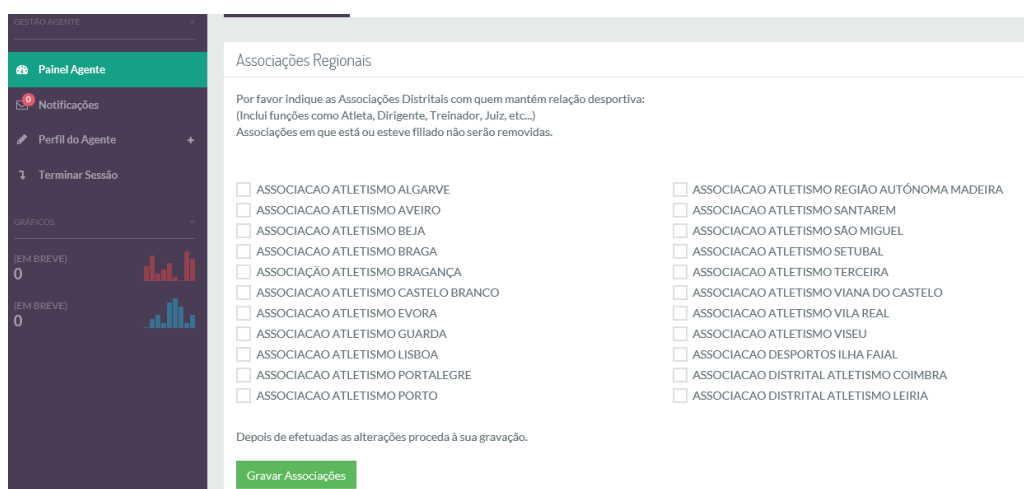 GESTÃO AGENTE
Painel Agente
0
Notificações
Perfil do Agente
Terminar Sessão
GRÁFICOS
(EM BREVE)
0
(EM BREVE)
0
Associações Regionais
Por favor indique as Associações Distritais com quem mantém relação desportiva:
(Inclui funções como Atleta, Dirigente, Treinador, Juiz, etc...)
Associações em que está ou esteve filiado não serão removidas.
ASSOCIACAO ATLETISMO ALGARVE
ASSOCIACAO ATLETISMO AVEIRO
ASSOCIACAO ATLETISMO BEJA
ASSOCIACAO ATLETISMO BRAGA
ASSOCIAÇÃO ATLETISMO BRAGANÇA
ASSOCIACAO ATLETISMO CASTELO BRANCO
ASSOCIACAO ATLETISMO EVORA
ASSOCIACAO ATLETISMO GUARDA
ASSOCIACAO ATLETISMO LISBOA
ASSOCIACAO ATLETISMO PORTALEGRE
ASSOCIACAO ATLETISMO PORTO
ASSOCIACAO ATLETISMO REGIÃO AUTÓNOMA MADEIRA
ASSOCIACAO ATLETISMO SANTAREM
ASSOCIACAO ATLETISMO SÃO MIGUEL
ASSOCIACAO ATLETISMO SETUBAL
ASSOCIACAO ATLETISMO TERCEIRA
ASSOCIACAO ATLETISMO VIANA DO CASTELO
ASSOCIACAO ATLETISMO VILA REAL
ASSOCIACAO ATLETISMO VISEU
ASSOCIACAO DESPORTOS ILHA FAIAL
ASSOCIACAO DISTRITAL ATLETISMO COIMBRA
ASSOCIACAO DISTRITAL ATLETISMO LEIRIA
Depois de efetuadas as alterações proceda à sua gravação.
Gravar Associações